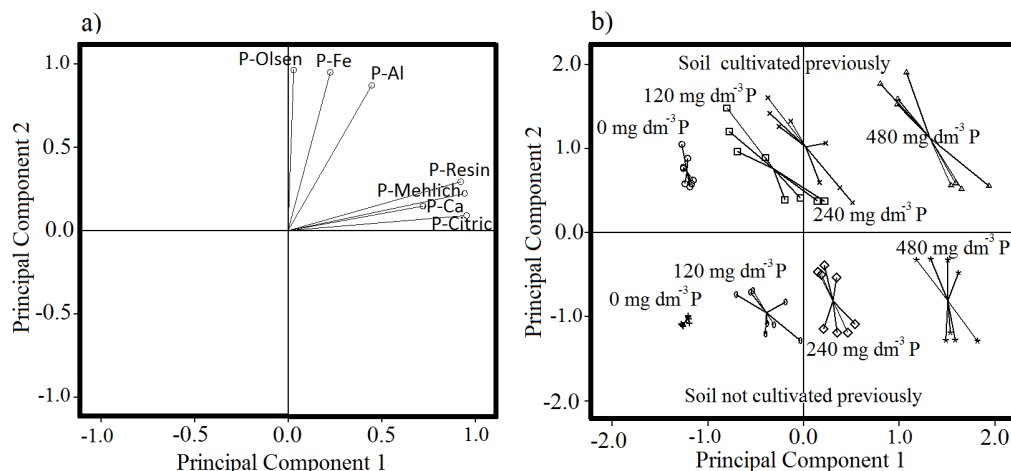 a)
P-Olsen P-Fe
P-Al
P-Resin
P-Mehlich
P-Ca
P-Citric
1.0
0.5
0.0
-0.5
-1.0
-1.0 -0.5 0.0 0.5 1.0
Principal Component 2
Principal Component 1
b)
Soil cultivated previously
120 mg dm⁻³ P
0 mg dm⁻³ P
480 mg dm⁻³ P
240 mg dm⁻³ P
480 mg dm⁻³ P
120 mg dm⁻³ P
0 mg dm⁻³ P
240 mg dm⁻³ P
Soil not cultivated previously
2.0
1.0
0.0
-1.0
-2.0
-2.0 -1.0 0.0 1.0 2.0
Principal Component 2
Principal Component 1